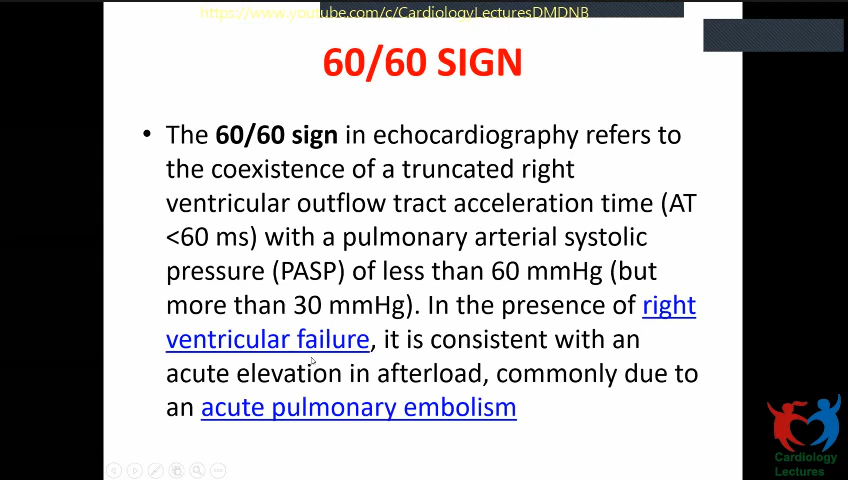 https://www.youtube.com/c/CardiologyLecturesDMDNB
60/60 SIGN
• The 60/60 sign in echocardiography refers to
the coexistence of a truncated right
ventricular outflow tract acceleration time (AT
<60 ms) with a pulmonary arterial systolic
pressure (PASP) of less than 60 mmHg (but
more than 30 mmHg). In the presence of right
ventricular failure, it is consistent with an
acute elevation in afterload, commonly due to
an acute pulmonary embolism
Cardiology
Lectures